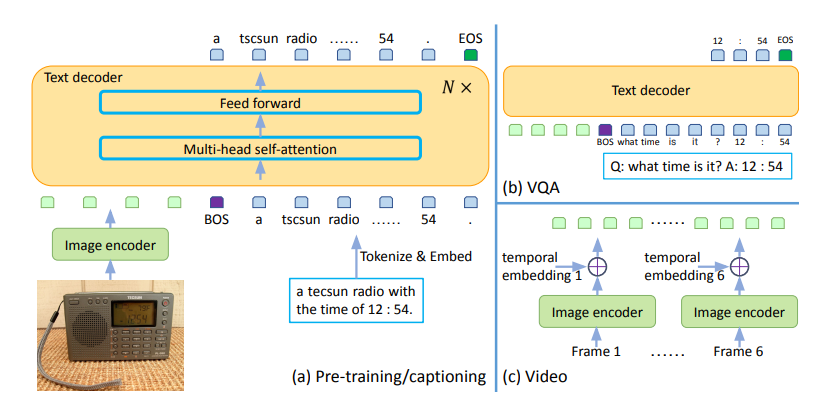 a tscsun radio ...... 54 . EOS
Text decoder
N ×
Feed forward
Multi-head self-attention
BOS a tscsun radio ...... 54 .
Image encoder
Tokenize & Embed
a tecsun radio with
the time of 12 : 54.
TECSUN
(a) Pre-training/captioning
12 : 54 EOS
Text decoder
BOS what time is it ? 12 : 54
Q: what time is it? A: 12 : 54
(b) VQA
......
temporal
embedding 1
temporal
embedding 6
Image encoder
Image encoder
Frame 1 ...... Frame 6
(c) Video